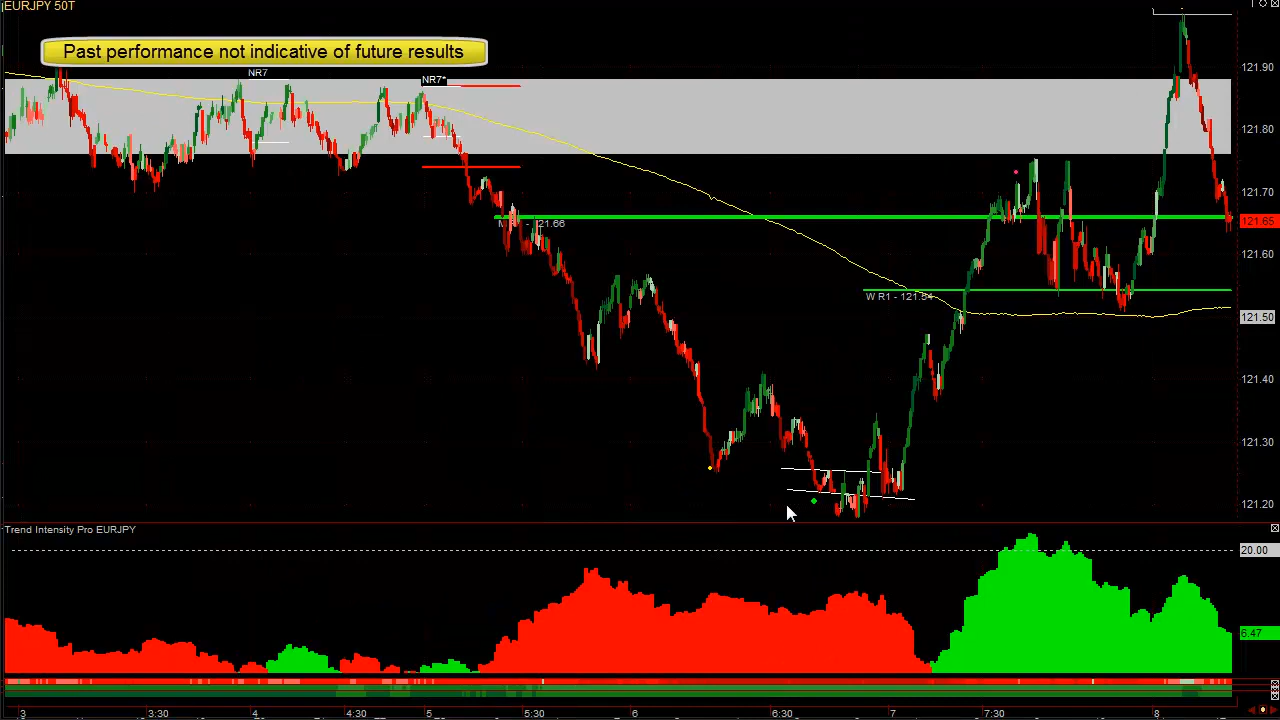 EURJPY 50T
Past performance not indicative of future results
NR7
NR7*
121.90
121.80
121.70
121.66
121.65
121.60
W R1 - 121.54
121.50
121.40
121.30
121.20
Trend Intensity Pro EURJPY
20.00
6.47
3 3:30 4 4:30 5 5:30 6 6:30 7 7:30 8